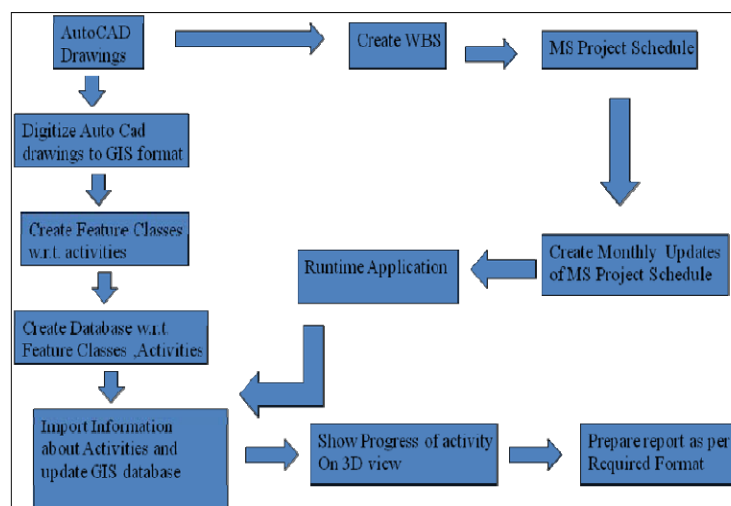 AutoCAD
Drawings
Create WBS
MS Project Schedule
Digitize Auto Cad
drawings to GIS format
Create Feature Classes
w.r.t. activities
Runtime Application
Create Monthly Updates
of MS Project Schedule
Create Database w.r.t.
Feature Classes ,Activities
Import Information
about Activities and
update GIS database
Show Progress of activity
On 3D view
Prepare report as per
Required Format